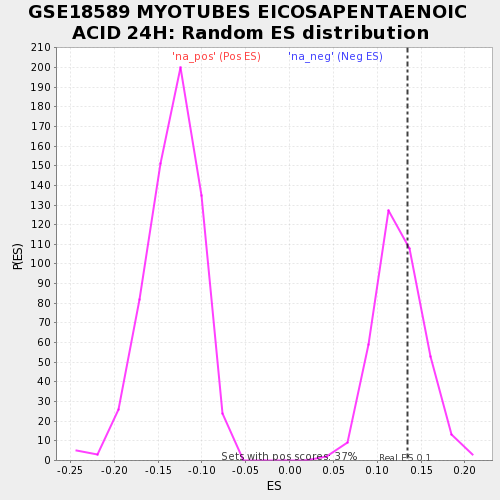 GSE18589 MYOTUBES EICOSAPENTAENOIC
ACID 24H: Random ES distribution
'na_pos' (Pos ES) 'na_neg' (Neg ES)
210
200
190
180
170
160
150
140
130
120
110
100
90
80
70
60
50
40
30
20
10
0
P(ES)
Sets with pos scores: 37%
Real ES 0.1
-0.25 -0.20 -0.15 -0.10 -0.05 0.00 0.05 0.10 0.15 0.20
ES